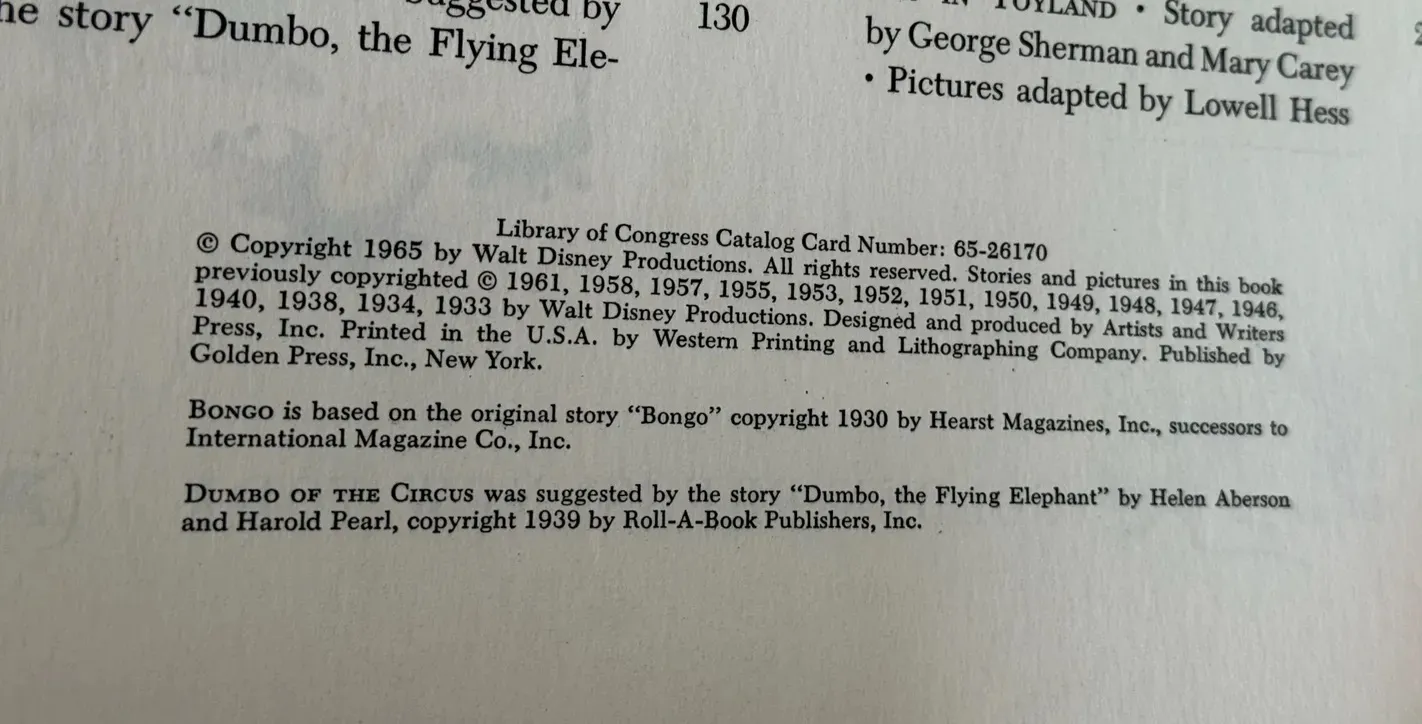 Suggested by
he story “Dumbo, the Flying Ele-
130
IN TOYLAND • Story adapted
by George Sherman and Mary Carey
• Pictures adapted by Lowell Hess
Library of Congress Catalog Card Number: 65-26170
© Copyright 1965 by Walt Disney Productions. All rights reserved. Stories and pictures in this book
previously copyrighted © 1961, 1958, 1957, 1955, 1953, 1952, 1951, 1950, 1949, 1948, 1947, 1946,
1940, 1938, 1934, 1933 by Walt Disney Productions. Designed and produced by Artists and Writers
Press, Inc. Printed in the U.S.A. by Western Printing and Lithographing Company. Published by
Golden Press, Inc., New York.
BONGO is based on the original story “Bongo” copyright 1930 by Hearst Magazines, Inc., successors to
International Magazine Co., Inc.
DUMBO OF THE CIRCUS was suggested by the story “Dumbo, the Flying Elephant” by Helen Aberson
and Harold Pearl, copyright 1939 by Roll-A-Book Publishers, Inc.